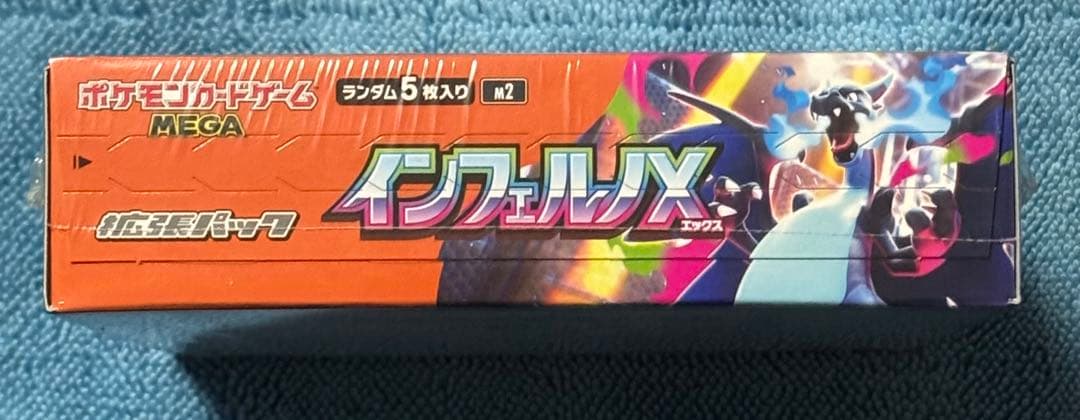 ポケモンカードゲーム
MEGA
ランダム5枚入り M2
インフェルノX
エックス
拡張パック